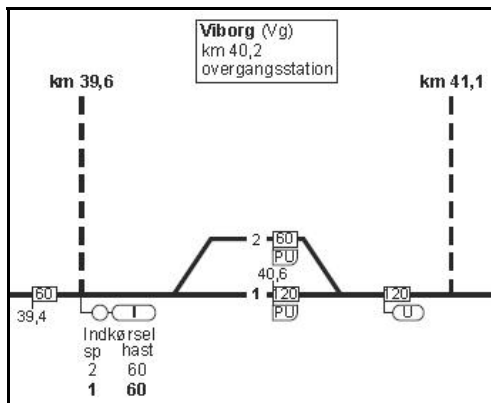 Viborg (Vg)
km 40,2
overgangsstation
km 39,6
km 41,1
2 60
PU
40,6
60 1 120 120
39,4 PU U
I
Indkørsel
sp hast
2 60
1 60